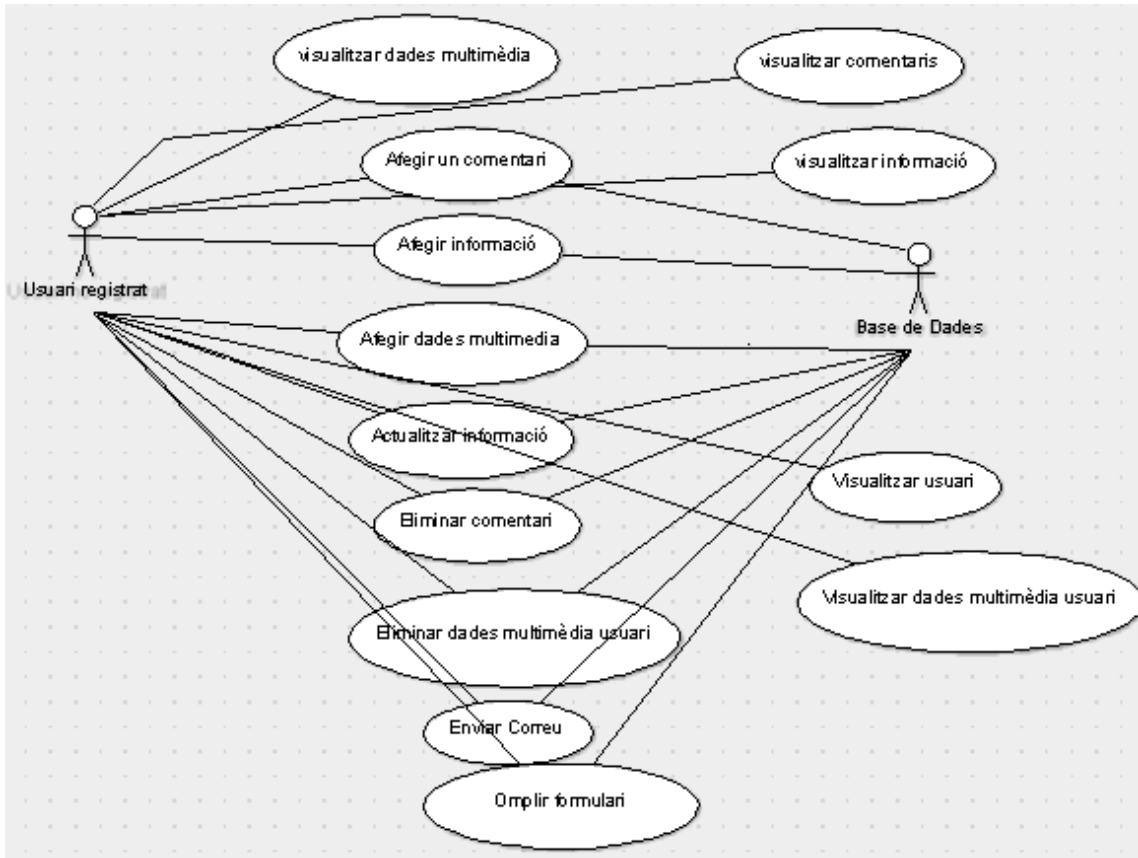 visualitzar dades multimèdia
visualitzar comentaris
Afegir un comentari
visualitzar informació
Afegir informació
Usuari registrat
Base de Dades
Afegir dades multimedia
Actualitzar informació
Visualitzar usuari
Eliminar comentari
Visualitzar dades multimèdia usuari
Eliminar dades multimèdia usuari
Enviar Correu
Omplir formulari